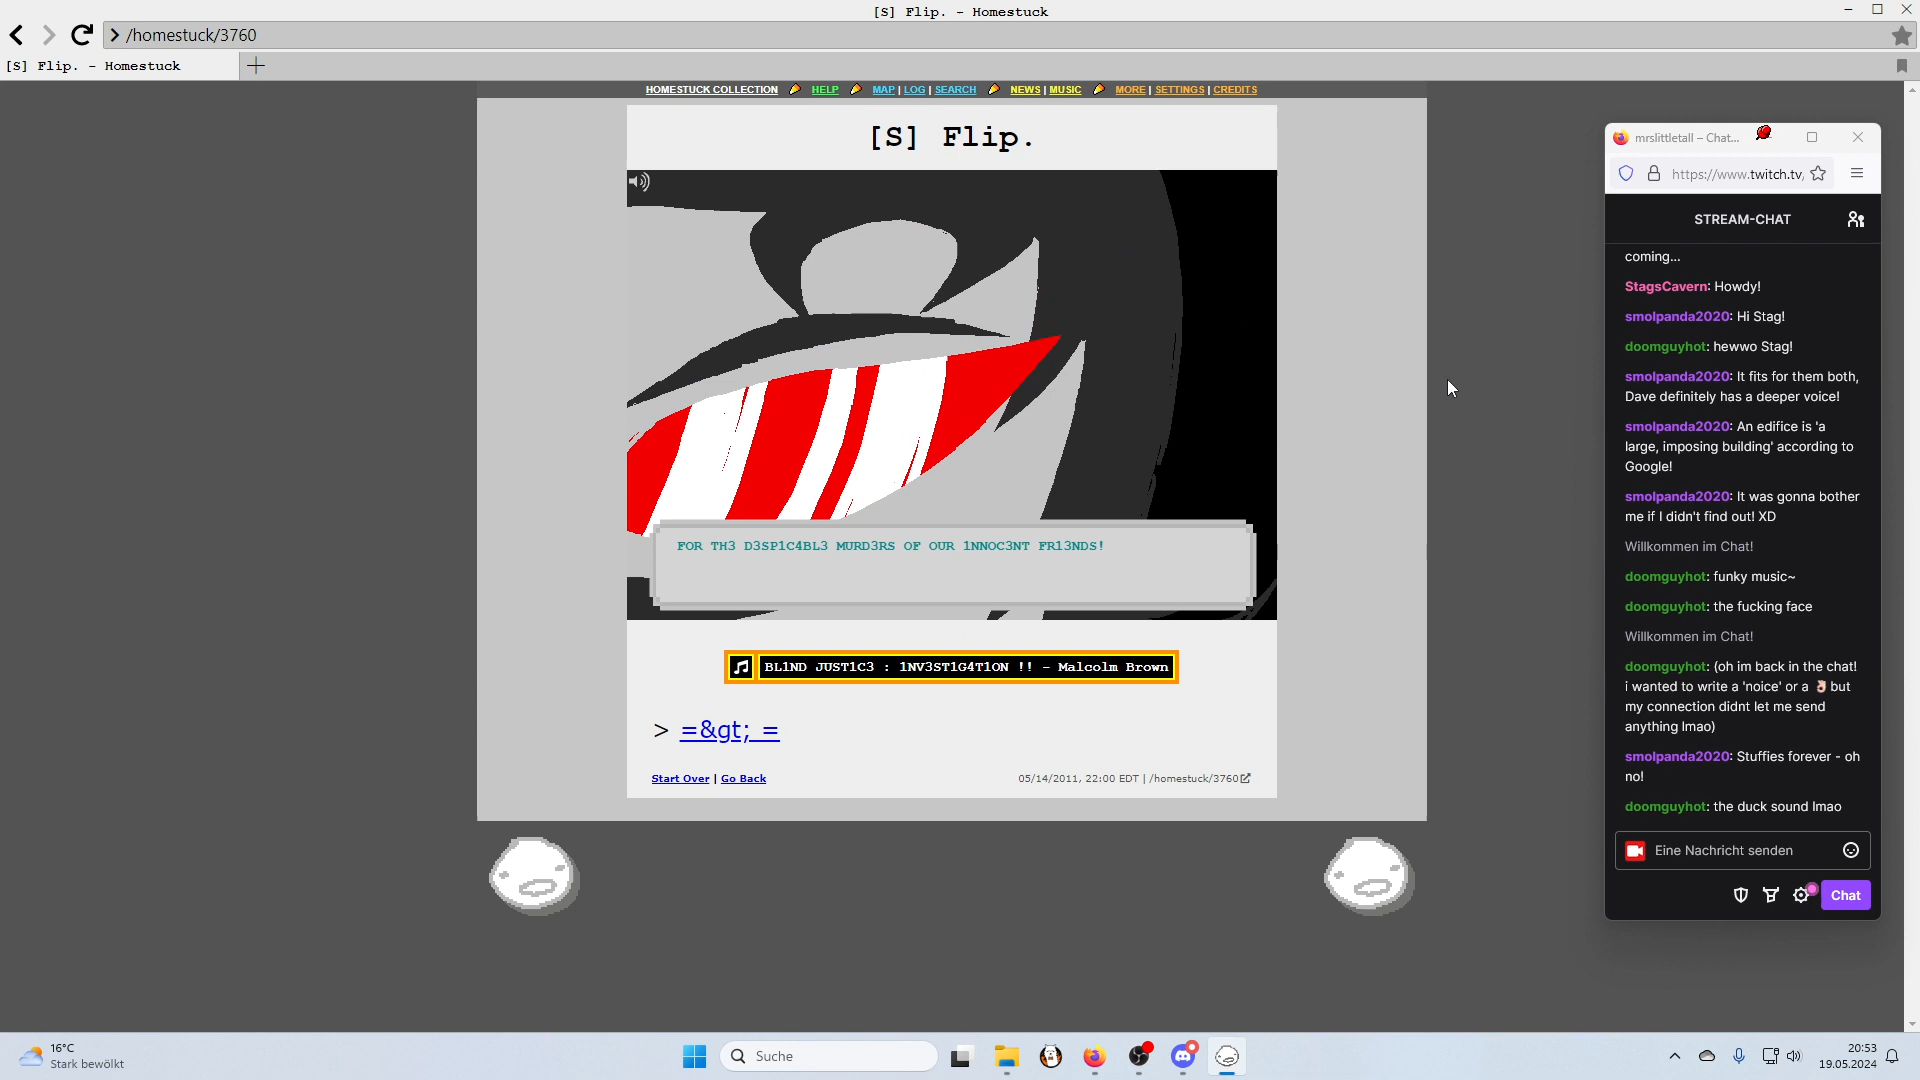 [S] Flip. - Homestuck
/homestuck/3760
[S] Flip. - Homestuck
HOMESTUCK COLLECTION HELP MAP | LOG | SEARCH NEWS | MUSIC MORE | SETTINGS | CREDITS
[S] Flip.
FOR TH3 D3SP1C4BL3 MURD3RS OF OUR 1NNOC3NT FR13NDS!
BL1ND JUST1C3 : 1NV3ST1G4T1ON !! - Malcolm Brown
> =&gt; =
Start Over | Go Back
05/14/2011, 22:00 EDT | /homestuck/3760
mrslittletall – Chat...
https://www.twitch.tv
STREAM-CHAT
coming...
StagsCavern: Howdy!
smolpanda2020: Hi Stag!
doomguyhot: hewwo Stag!
smolpanda2020: It fits for them both,
Dave definitely has a deeper voice!
smolpanda2020: An edifice is 'a
large, imposing building' according to
Google!
smolpanda2020: It was gonna bother
me if I didn't find out! XD
Willkommen im Chat!
doomguyhot: funky music~
doomguyhot: the fucking face
Willkommen im Chat!
doomguyhot: (oh im back in the chat!
i wanted to write a 'noice' or a 👌 but
my connection didnt let me send
anything lmao)
smolpanda2020: Stuffies forever - oh
no!
doomguyhot: the duck sound lmao
Eine Nachricht senden
Chat
16°C
Stark bewölkt
Suche
20:53
19.05.2024